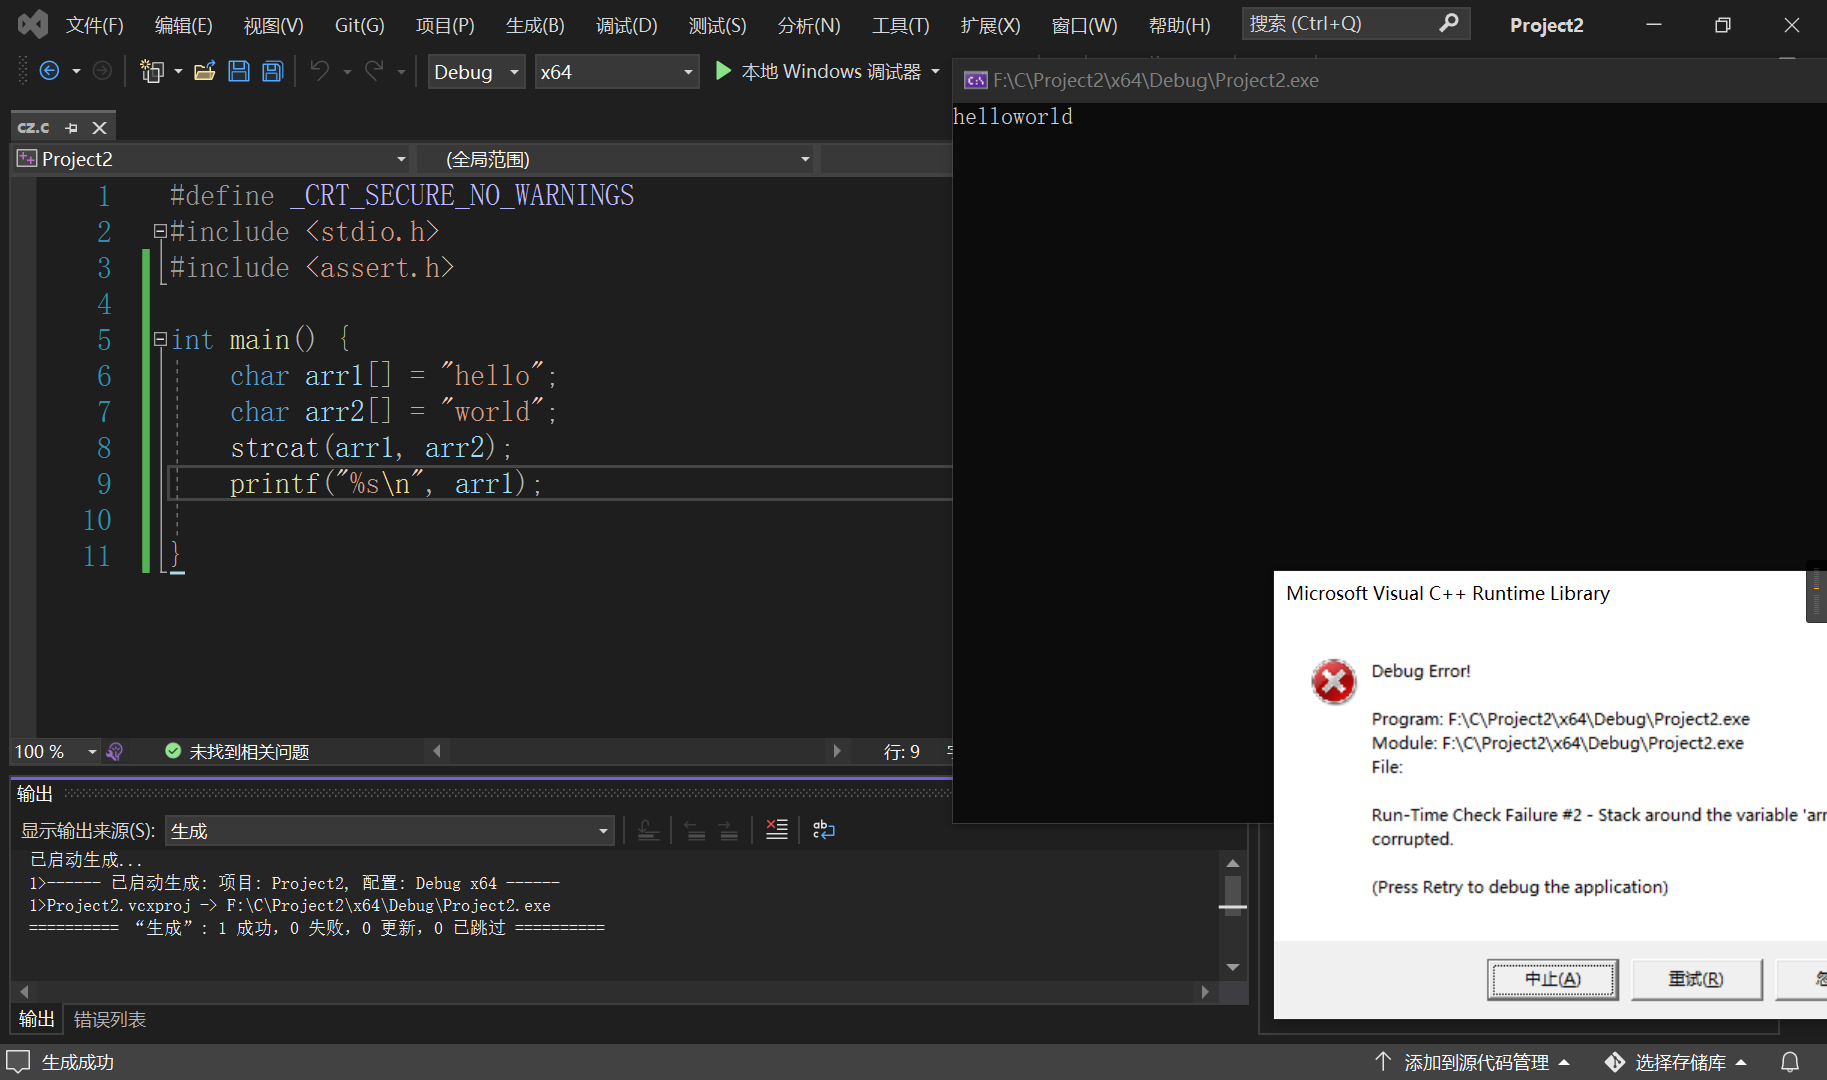 文件(F) 编辑(E) 视图(V) Git(G) 项目(P) 生成(B) 调试(D) 测试(S) 分析(N) 工具(T) 扩展(X) 窗口(W) 帮助(H) 搜索 (Ctrl+Q) Project2
Debug x64 本地 Windows 调试器
F:\C\Project2\x64\Debug\Project2.exe
helloworld
cz.c
Project2 (全局范围)
1 #define _CRT_SECURE_NO_WARNINGS
2 #include <stdio.h>
3 #include <assert.h>
4
5 int main() {
6 char arr1[] = "hello";
7 char arr2[] = "world";
8 strcat(arr1, arr2);
9 printf("%s\n", arr1);
10
11 }
100 % 未找到相关问题 行: 9
输出
显示输出来源(S): 生成
已启动生成...
1>------ 已启动生成: 项目: Project2, 配置: Debug x64 ------
1>Project2.vcxproj -> F:\C\Project2\x64\Debug\Project2.exe
========== “生成”: 1 成功，0 失败，0 更新，0 已跳过 ==========
输出 错误列表
Microsoft Visual C++ Runtime Library
Debug Error!
Program: F:\C\Project2\x64\Debug\Project2.exe
Module: F:\C\Project2\x64\Debug\Project2.exe
File:
Run-Time Check Failure #2 - Stack around the variable 'arr
corrupted.
(Press Retry to debug the application)
中止(A) 重试(R)
生成成功 添加到源代码管理 选择存储库